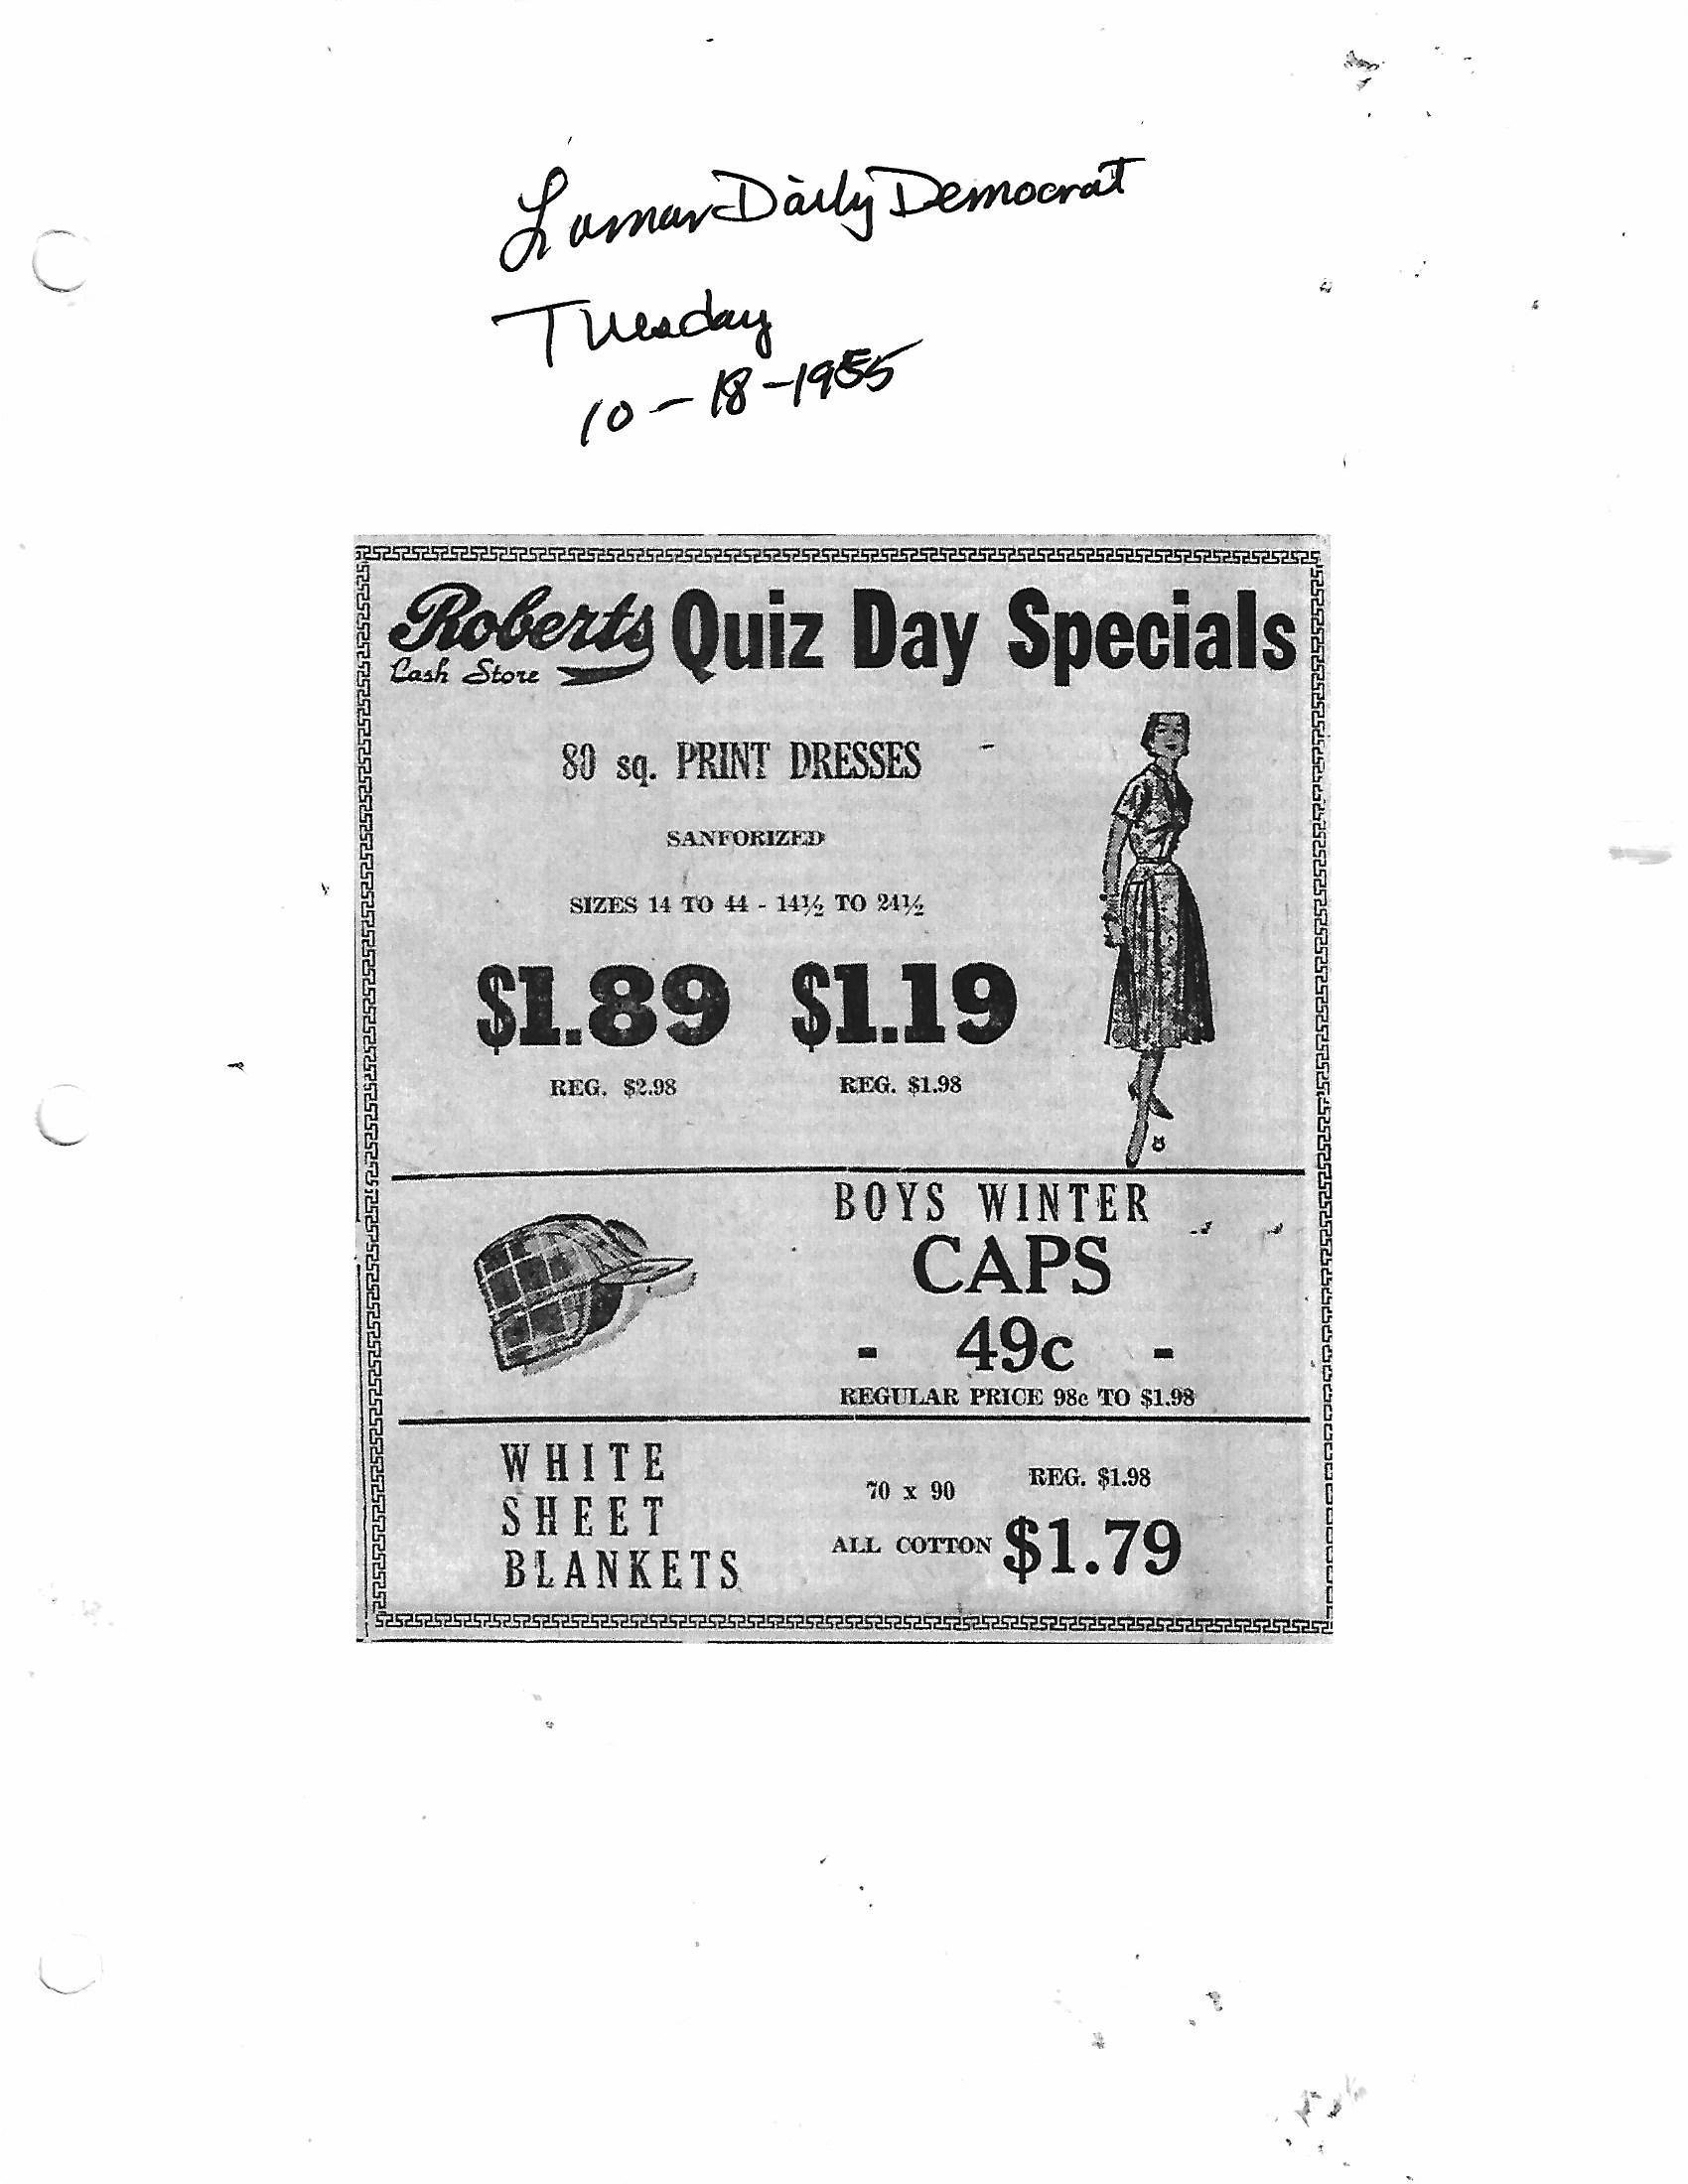 Lamar Daily Democrat
Tuesday
10-18-1955
Roberts Quiz Day Specials
Cash Store
80 sq. PRINT DRESSES
SANFORIZED
SIZES 14 TO 44 - 14½ TO 24½
$1.89 $1.19
REG. $2.98 REG. $1.98
BOYS WINTER
CAPS
- 49c -
REGULAR PRICE 98c TO $1.98
WHITE
SHEET
BLANKETS
70 x 90 REG. $1.98
ALL COTTON $1.79